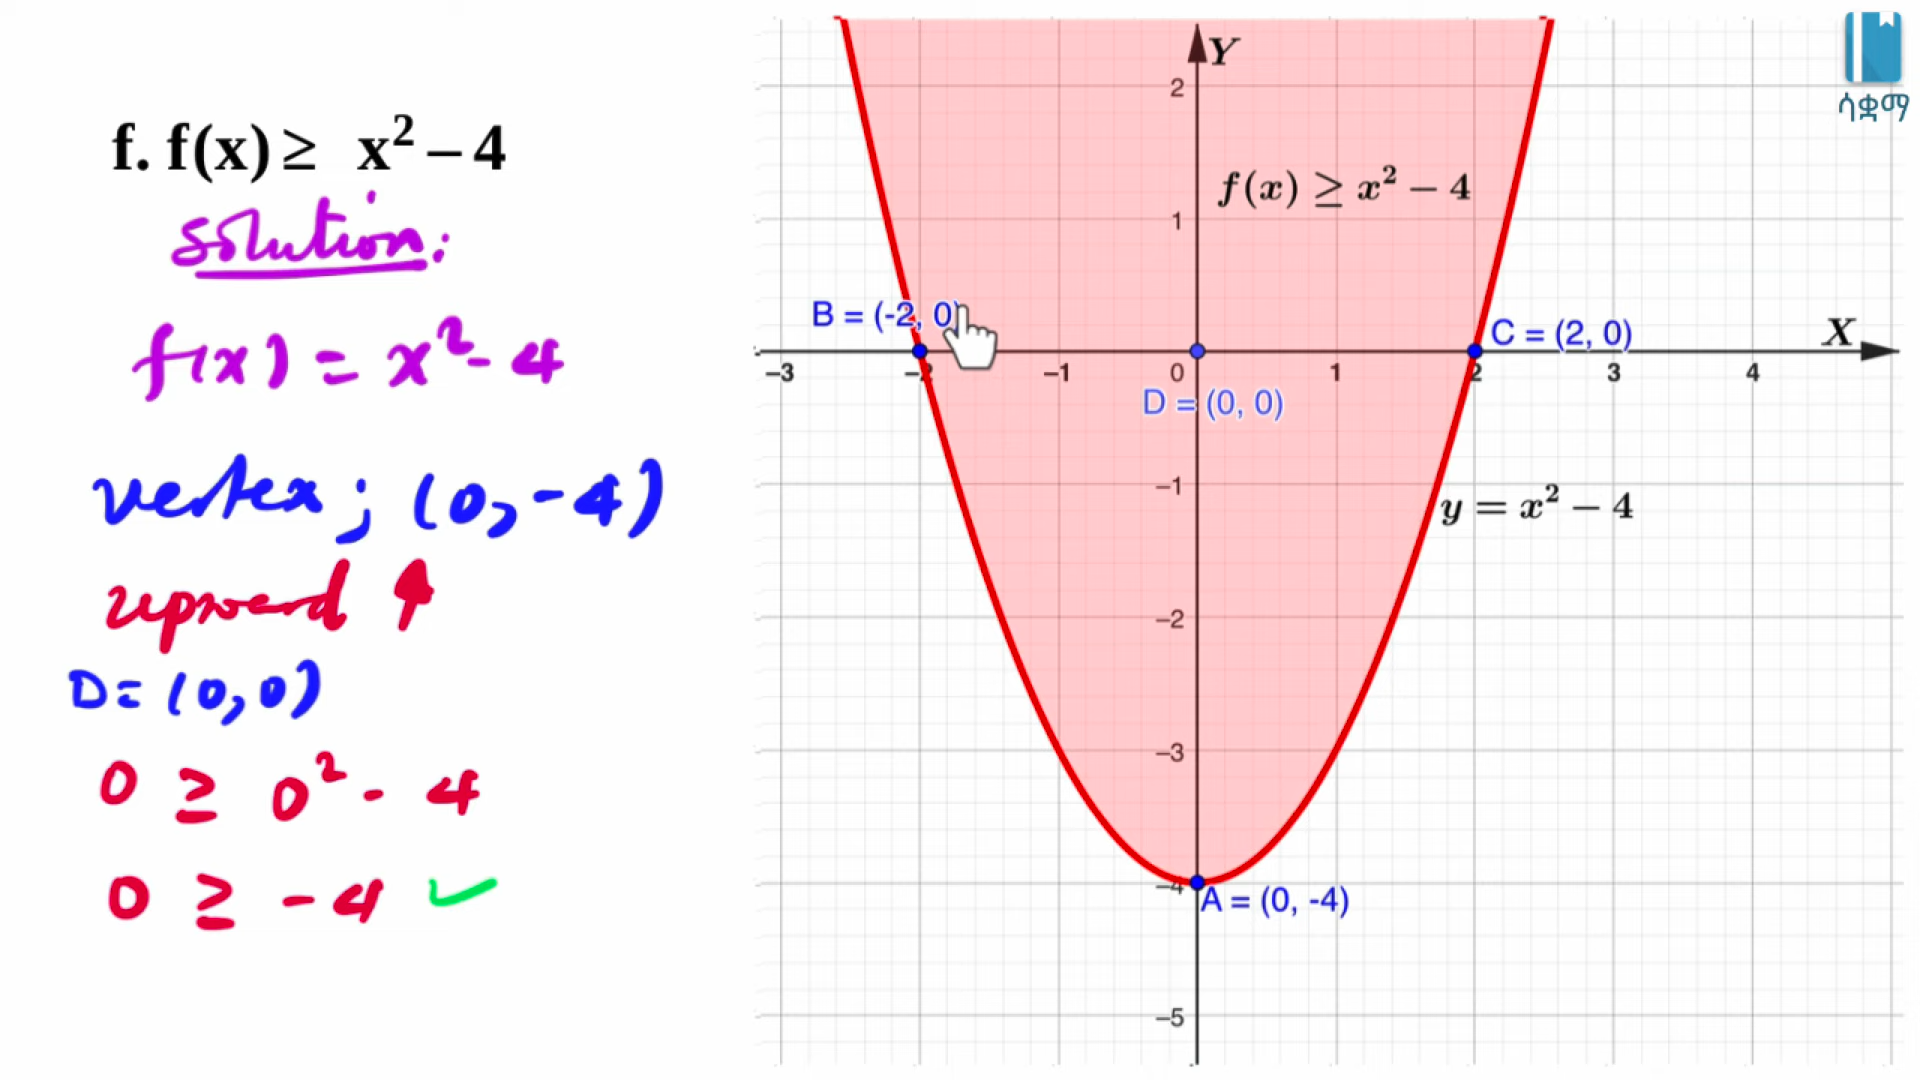 f. f(x) ≥ x² – 4
solution:
f(x) = x² - 4
vertex; (0, -4)
upward ↑
D = (0, 0)
0 ≥ 0² - 4
0 ≥ -4 ✓
Y
2
f(x) ≥ x² − 4
1
B = (-2, 0)
C = (2, 0)
X
−3 −2 −1 0 1 2 3 4
D = (0, 0)
−1
y = x² − 4
−2
−3
−4
A = (0, -4)
−5
ሳቋማ